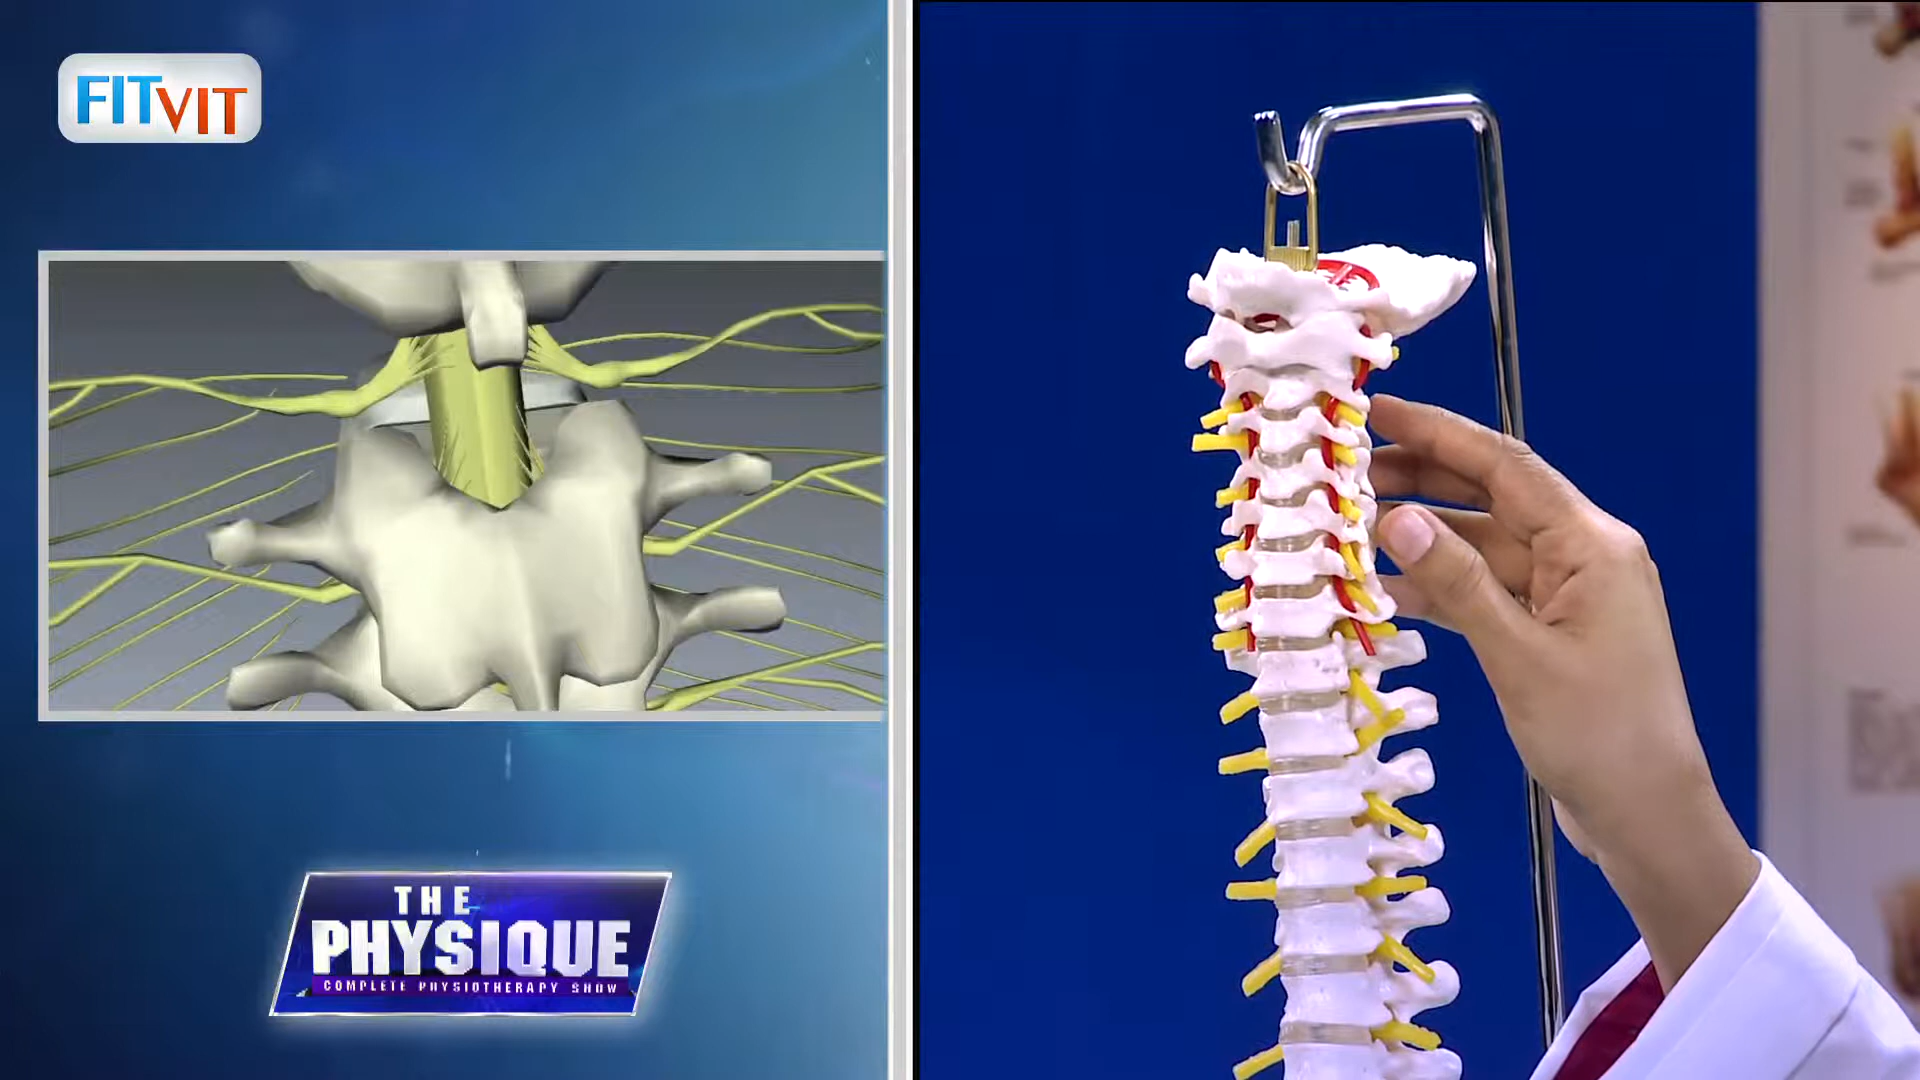 FITVIT
THE
PHYSIQUE
COMPLETE PHYSIOTHERAPY SHOW